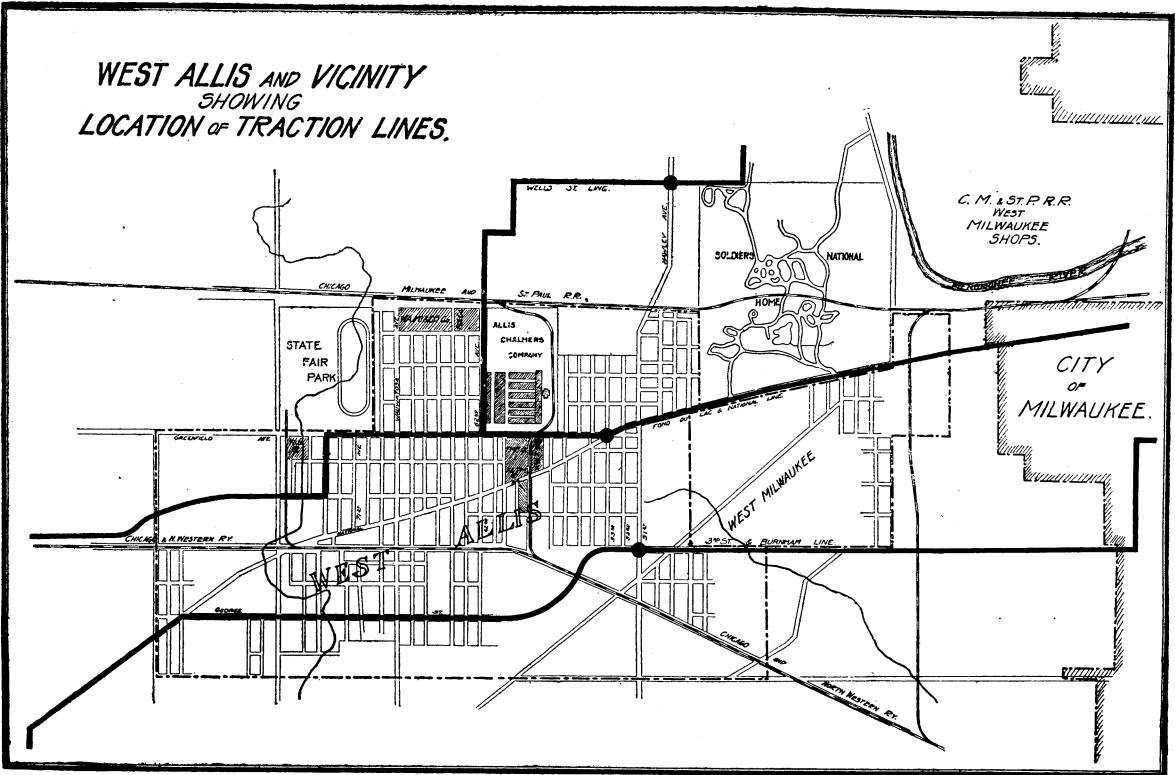 WEST ALLIS AND VICINITY
SHOWING
LOCATION OF TRACTION LINES.
WELLS ST. LINE.
HAWLEY AVE.
C. M. & ST. P. R. R.
WEST
MILWAUKEE
SHOPS.
SOLDIERS NATIONAL
HOME
MENOMONEE RIVER
CHICAGO MILWAUKEE AND ST. PAUL R.R.
STATE
FAIR
PARK
ALLIS
CHALMERS
COMPANY
CITY
OF
MILWAUKEE.
FOND DU LAC & NATIONAL LINE
GREENFIELD AVE.
WEST MILWAUKEE
WEST ALLIS
CHICAGO & N. WESTERN RY.
NATIONAL
3RD ST. & BURNHAM LINE.
GEORGE ST.
CHICAGO AND
NORTH WESTERN RY.